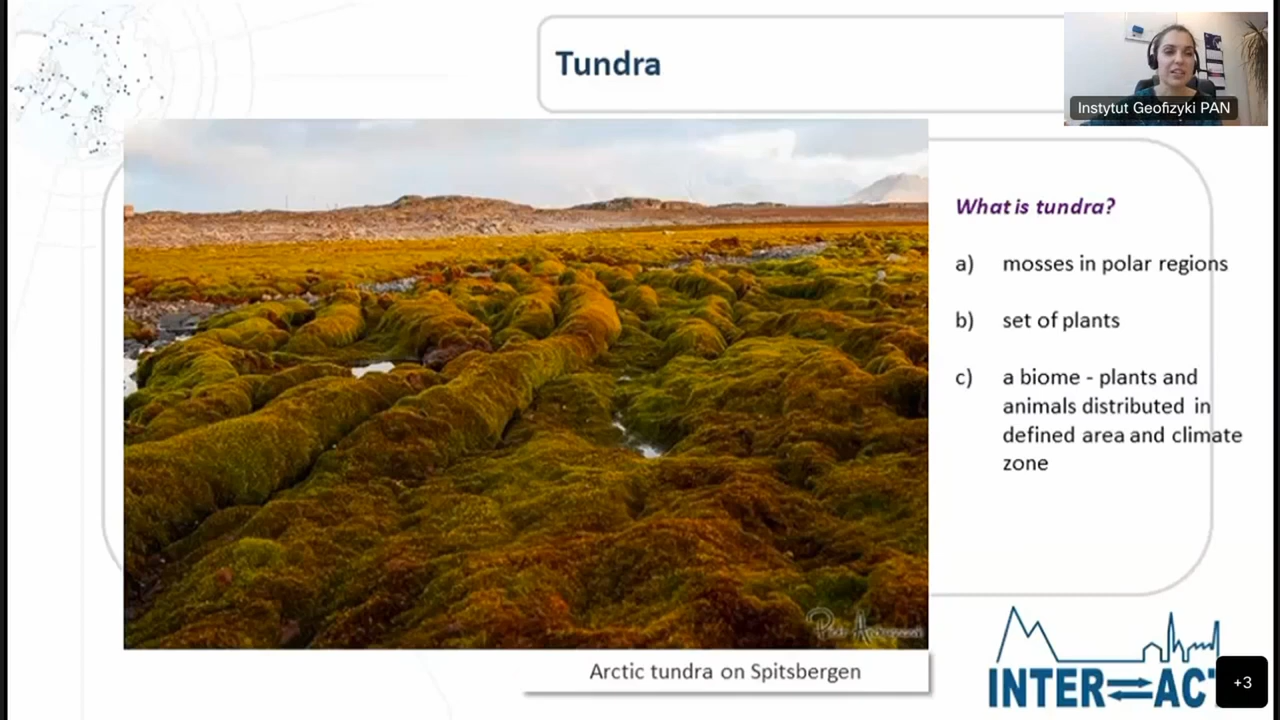 Tundra
Instytut Geofizyki PAN
What is tundra?
a) mosses in polar regions
b) set of plants
c) a biome - plants and
animals distributed in
defined area and climate
zone
Arctic tundra on Spitsbergen
INTER
AC
+3